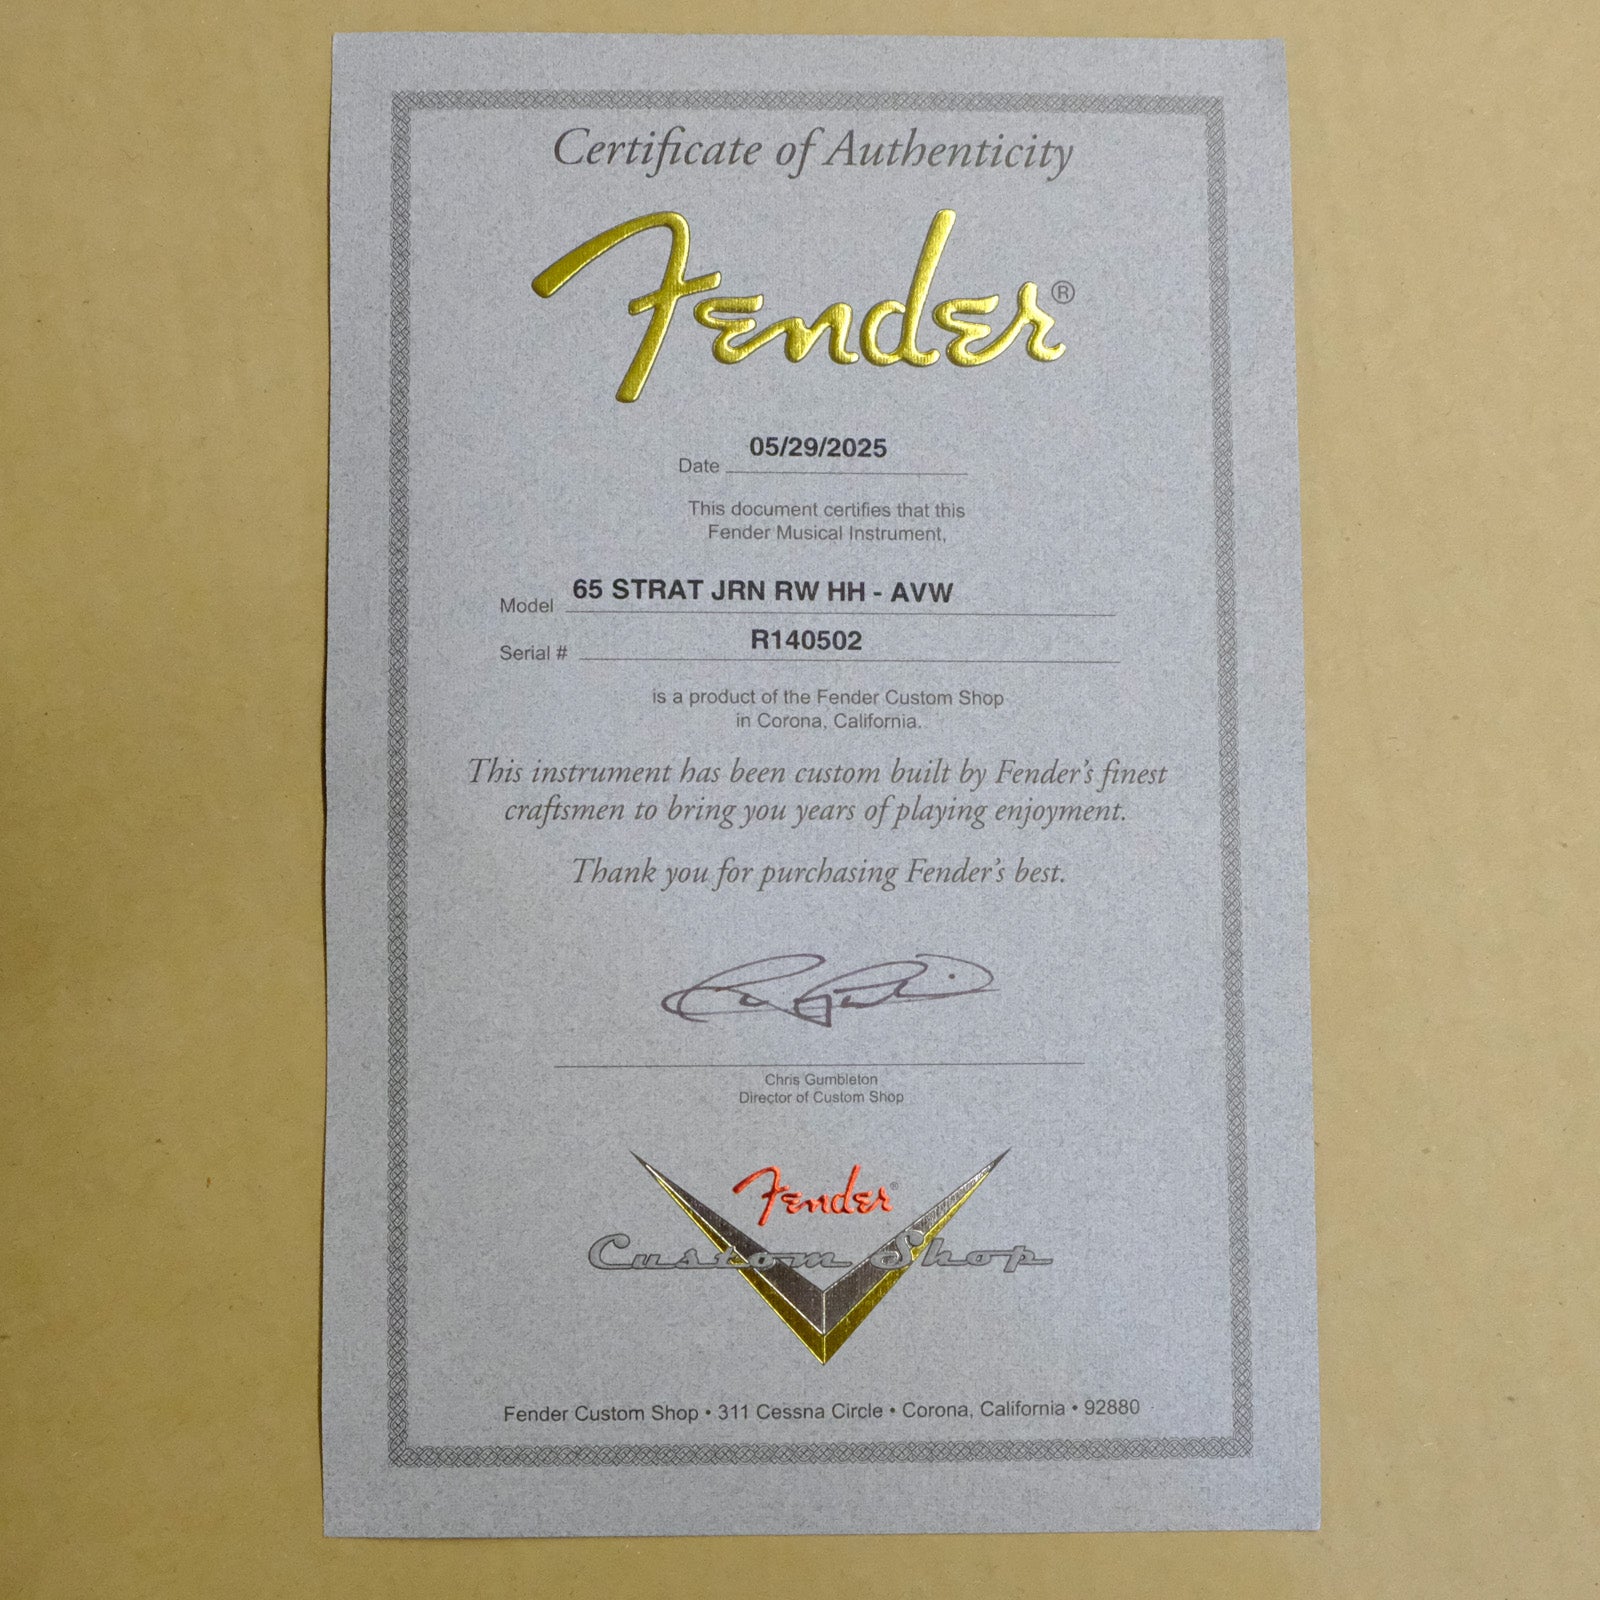 Certificate of Authenticity
Fender®
Date 05/29/2025
This document certifies that this
Fender Musical Instrument,
Model 65 STRAT JRN RW HH - AVW
Serial # R140502
is a product of the Fender Custom Shop
in Corona, California.
This instrument has been custom built by Fender's finest
craftsmen to bring you years of playing enjoyment.
Thank you for purchasing Fender's best.
Chris Gumbleton
Director of Custom Shop
Fender®
Custom Shop
Fender Custom Shop • 311 Cessna Circle • Corona, California • 92880